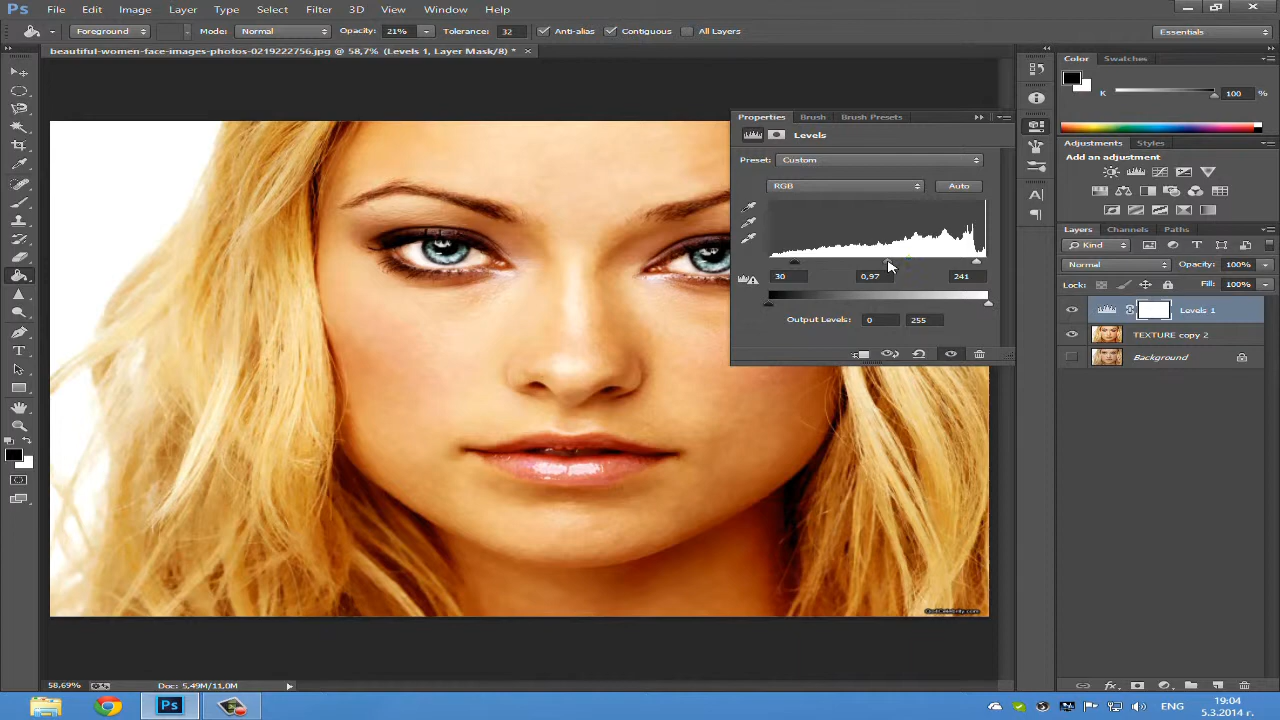 Ps File Edit Image Layer Type Select Filter 3D View Window Help
Foreground Mode: Normal Opacity: 21% Tolerance: 32 Anti-alias Contiguous All Layers Essentials
beautiful-women-face-images-photos-0219222756.jpg @ 58,7% (Levels 1, Layer Mask/8) * ×
Color Swatches
K 100 %
Properties Brush Brush Presets
Levels
Preset: Custom
RGB Auto
30 0,97 241
Output Levels: 0 255
Adjustments Styles
Add an adjustment
Layers Channels Paths
Kind
Normal Opacity: 100%
Lock: Fill: 100%
Levels 1
TEXTURE copy 2
Background
58.69% Doc: 5,49M/11,0M
Ps ENG 19:04
5.3.2014 г.